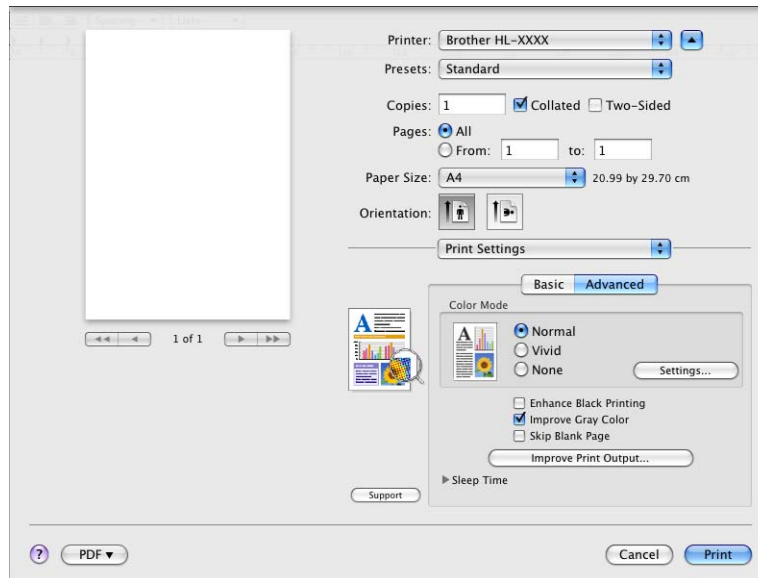 Spacing Lists
Printer: Brother HL-XXXX
Presets: Standard
Copies: 1 Collated Two-Sided
Pages: All
From: 1 to: 1
Paper Size: A4 20.99 by 29.70 cm
Orientation:
Print Settings
Basic Advanced
Color Mode
Normal
Vivid
None Settings...
Enhance Black Printing
Improve Gray Color
Skip Blank Page
Improve Print Output...
Sleep Time
1 of 1
Support
? PDF Cancel Print